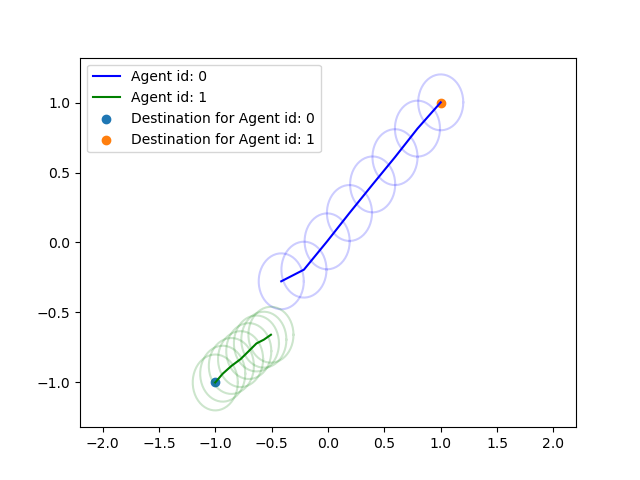 Agent id: 0
Agent id: 1
Destination for Agent id: 0
Destination for Agent id: 1
1.0
0.5
0.0
−0.5
−1.0
−2.0 −1.5 −1.0 −0.5 0.0 0.5 1.0 1.5 2.0